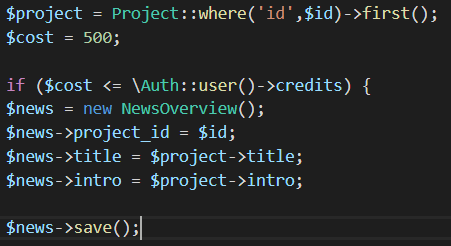 $project = Project::where('id',$id)->first();
$cost = 500;
if ($cost <= \Auth::user()->credits) {
$news = new NewsOverview();
$news->project_id = $id;
$news->title = $project->title;
$news->intro = $project->intro;
$news->save();